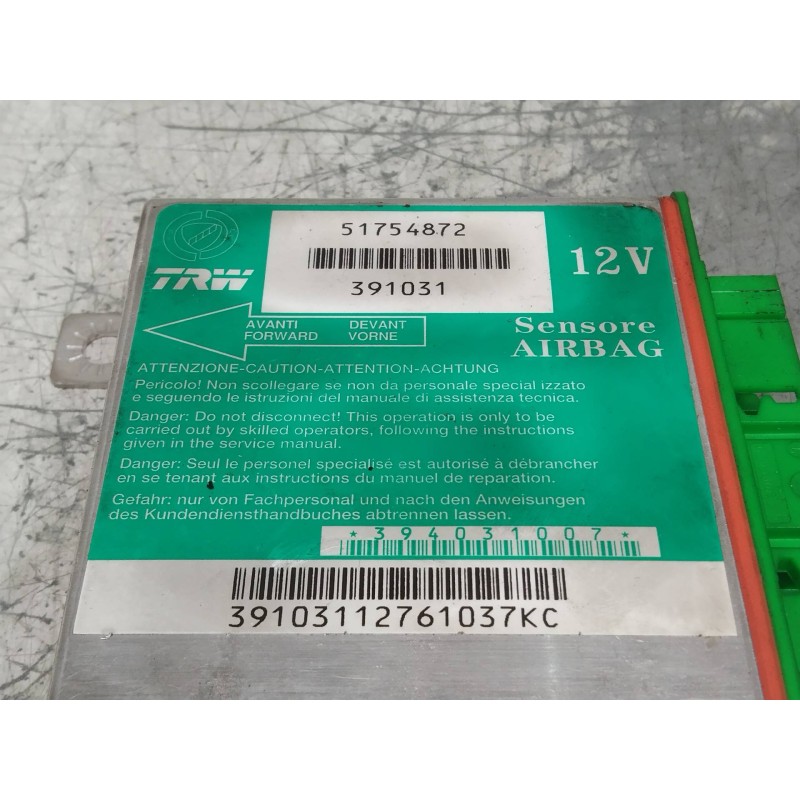 51754872
12V
TRW
391031
AVANTI DEVANT
FORWARD VORNE
Sensore
AIRBAG
ATTENZIONE-CAUTION-ATTENTION-ACHTUNG
Pericolo! Non scollegare se non da personale special izzato
e seguendo le istruzioni del manuale di assistenza tecnica.
Danger: Do not disconnect! This operation is only to be
carried out by skilled operators, following the instructions
given in the service manual.
Danger: Seul le personel specialisé est autorisé à débrancher
en se tenant aux instructions du manuel de reparation.
Gefahr: nur von Fachpersonal und nach den Anweisungen
des Kundendiensthandbuches abtrennen lassen.
*394031007*
39103112761037KC